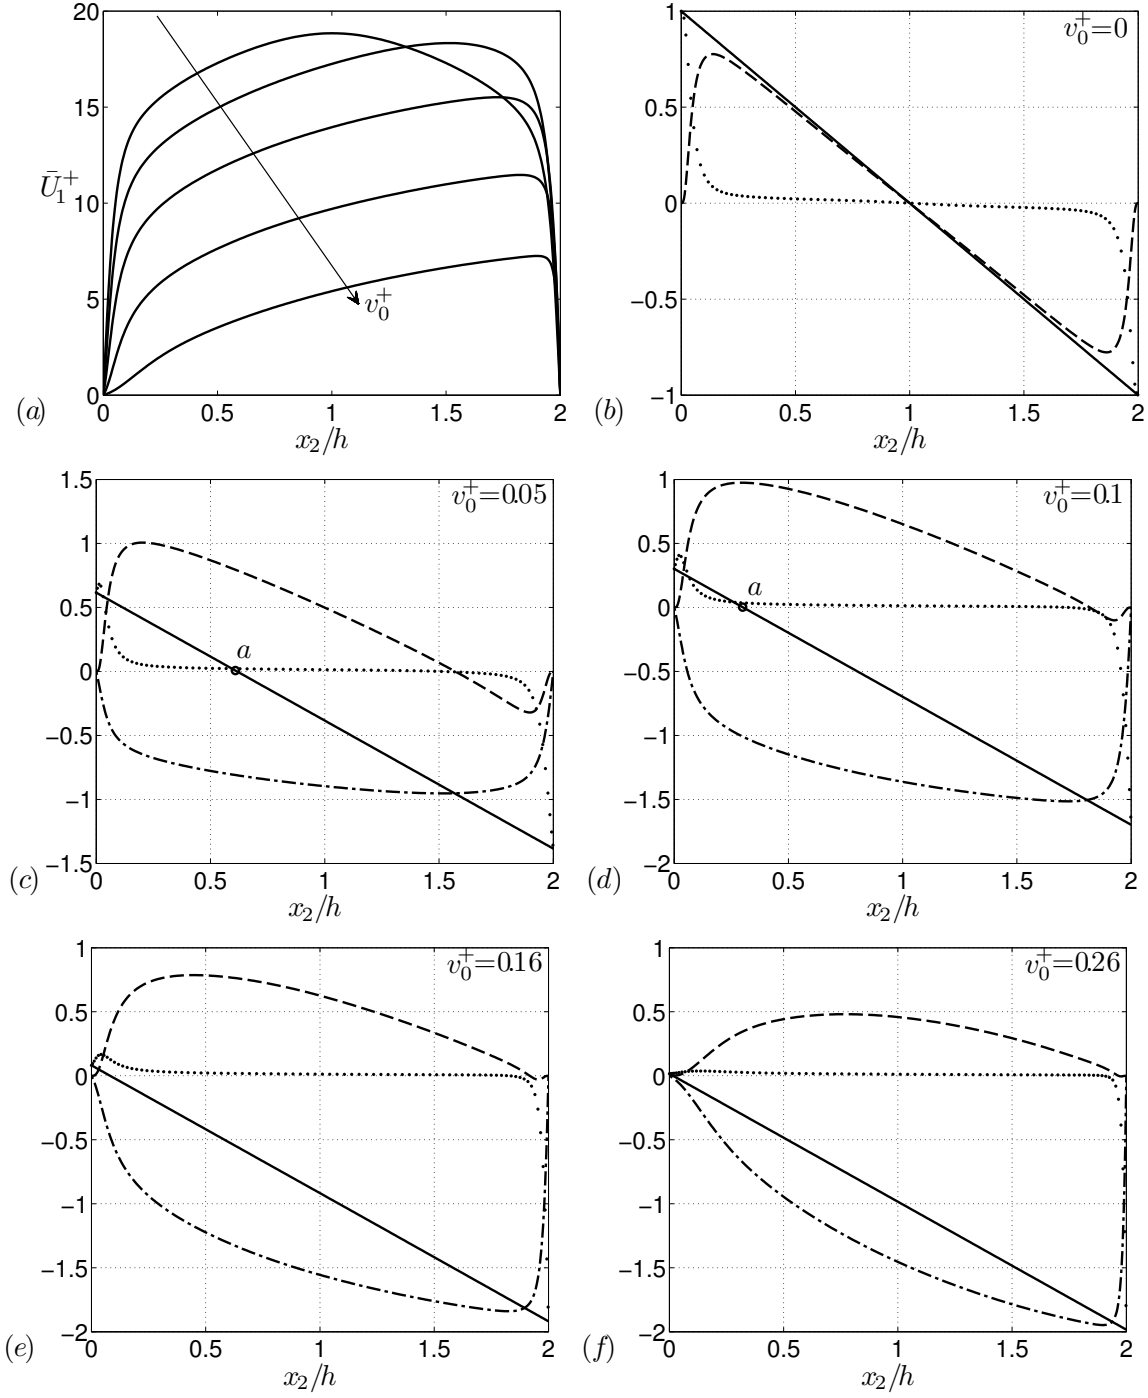 20
15
10
5
0
Ū₁⁺
v₀⁺
0 0.5 1 1.5 2
x₂/h
(a)
1
0.5
0
−0.5
−1
v₀⁺=0
0 0.5 1 1.5 2
x₂/h
(b)
1.5
1
0.5
0
−0.5
−1
−1.5
v₀⁺=0.05
a
0 0.5 1 1.5 2
x₂/h
(c)
1
0.5
0
−0.5
−1
−1.5
−2
v₀⁺=0.1
a
0 0.5 1 1.5 2
x₂/h
(d)
1
0.5
0
−0.5
−1
−1.5
−2
v₀⁺=0.16
0 0.5 1 1.5 2
x₂/h
(e)
1
0.5
0
−0.5
−1
−1.5
−2
v₀⁺=0.26
0 0.5 1 1.5 2
x₂/h
(f)